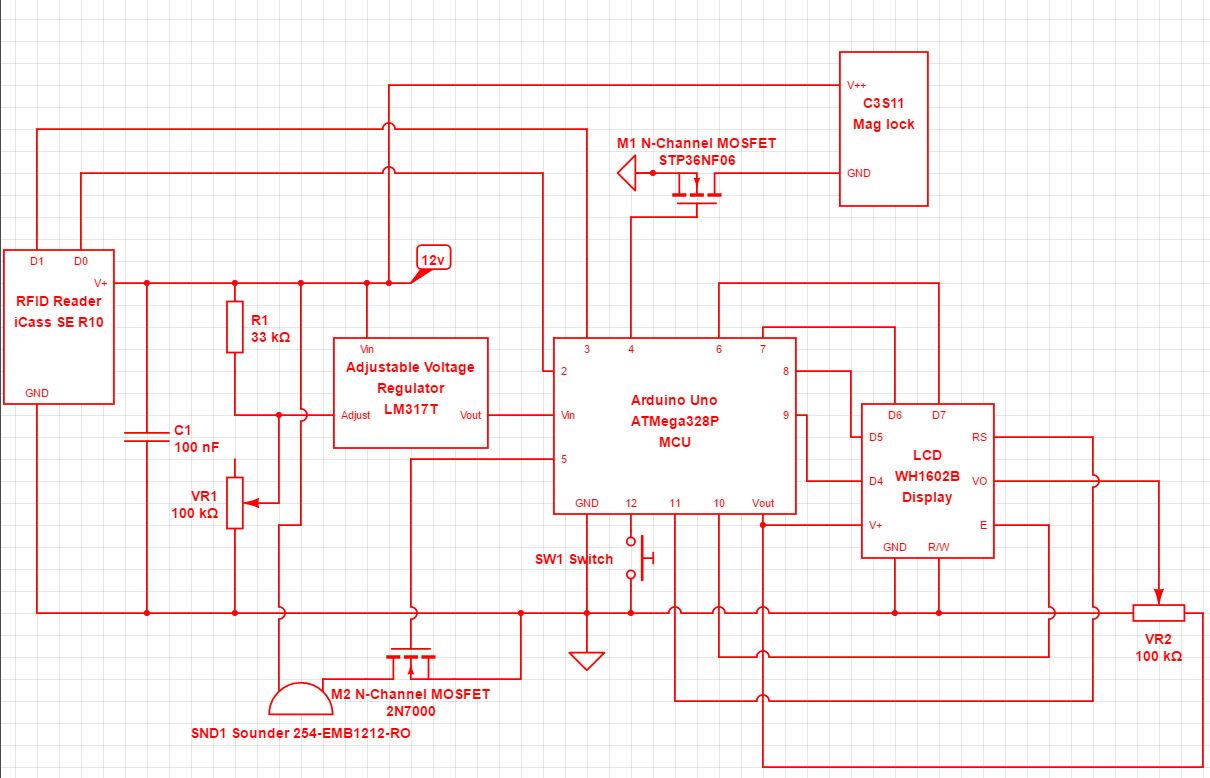 V++
C3S11
Mag lock
GND
M1 N-Channel MOSFET
STP36NF06
D1 D0
V+
RFID Reader
iCass SE R10
GND
12v
R1
33 kΩ
C1
100 nF
VR1
100 kΩ
Vin
Adjustable Voltage
Regulator
LM317T
Adjust
Vout
3 4 6 7
2
8
Arduino Uno
ATMega328P
MCU
Vin
9
5
GND 12 11 10 Vout
D6 D7
D5
RS
LCD
WH1602B
Display
D4
VO
V+
E
GND R/W
SW1 Switch
VR2
100 kΩ
M2 N-Channel MOSFET
2N7000
SND1 Sounder 254-EMB1212-RO